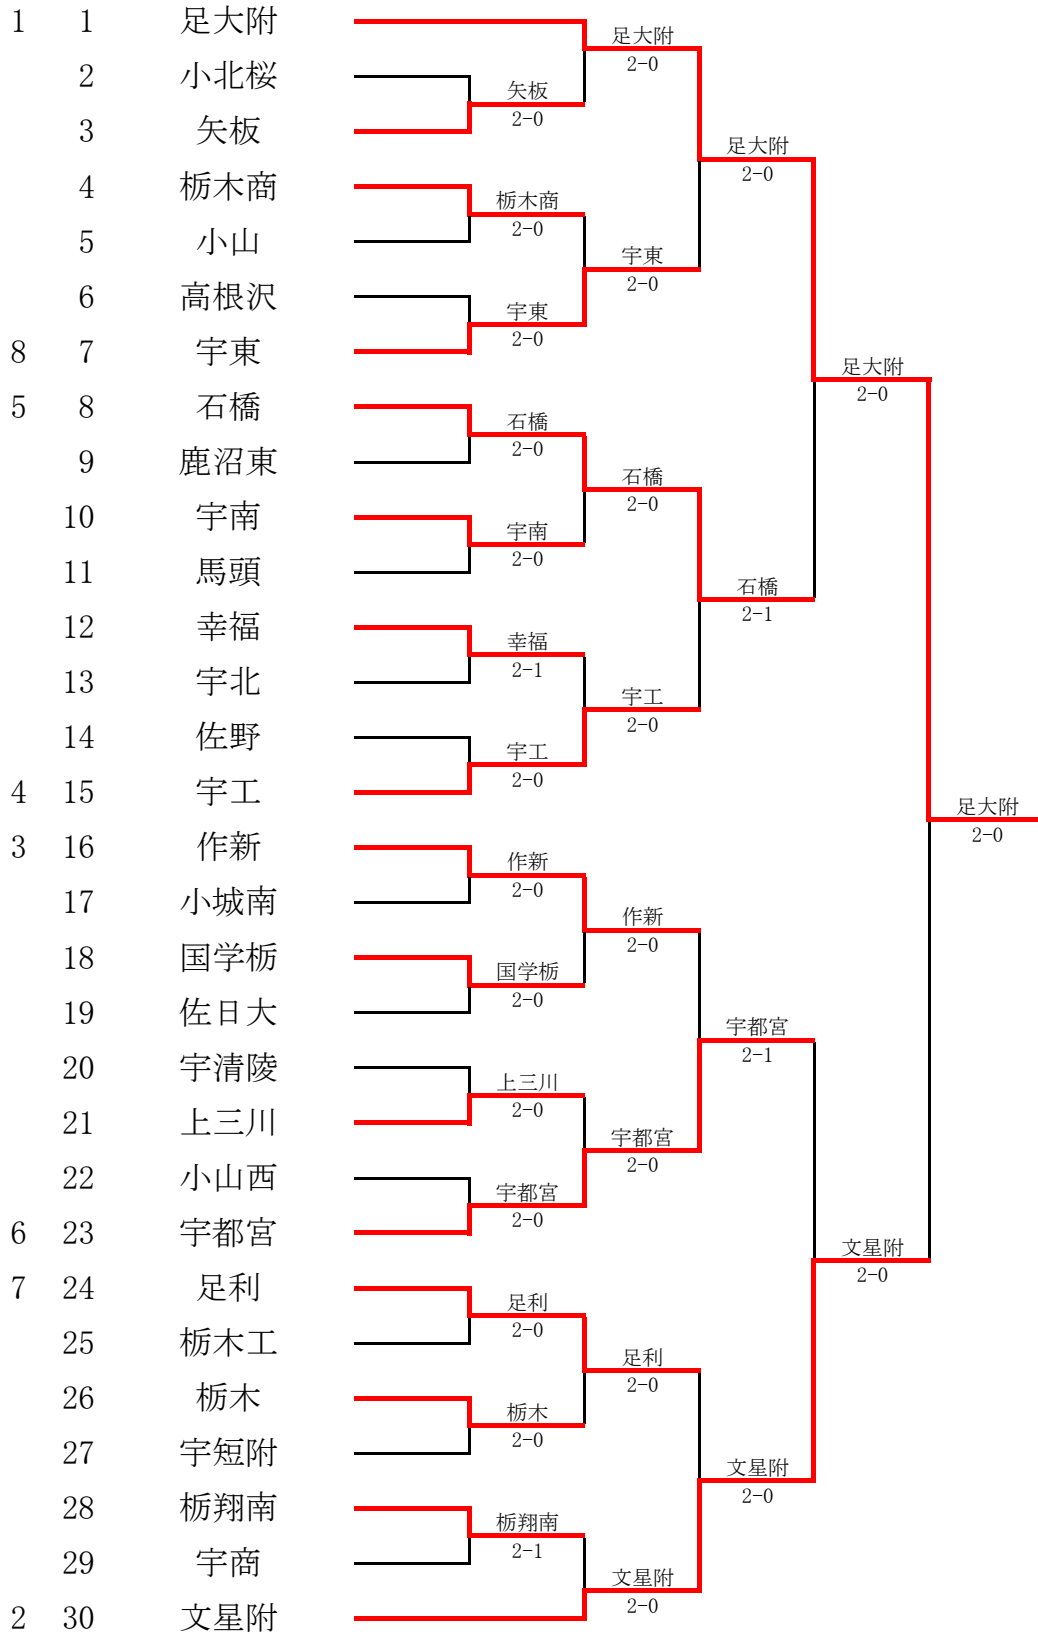 1 1 足大附
足大附
2-0
2 小北桜
矢板
2-0
3 矢板
足大附
2-0
4 栃木商
栃木商
2-0
5 小山
宇東
2-0
6 高根沢
宇東
2-0
8 7 宇東
足大附
2-0
5 8 石橋
石橋
2-0
9 鹿沼東
石橋
2-0
10 宇南
宇南
2-0
11 馬頭
石橋
2-1
12 幸福
幸福
2-1
13 宇北
宇工
2-0
14 佐野
宇工
2-0
4 15 宇工
足大附
2-0
3 16 作新
作新
2-0
17 小城南
作新
2-0
18 国学栃
国学栃
2-0
19 佐日大
宇都宮
2-1
20 宇清陵
上三川
2-0
21 上三川
宇都宮
2-0
22 小山西
宇都宮
2-0
6 23 宇都宮
文星附
2-0
7 24 足利
足利
2-0
25 栃木工
足利
2-0
26 栃木
栃木
2-0
27 宇短附
文星附
2-0
28 栃翔南
栃翔南
2-1
29 宇商
文星附
2-0
2 30 文星附